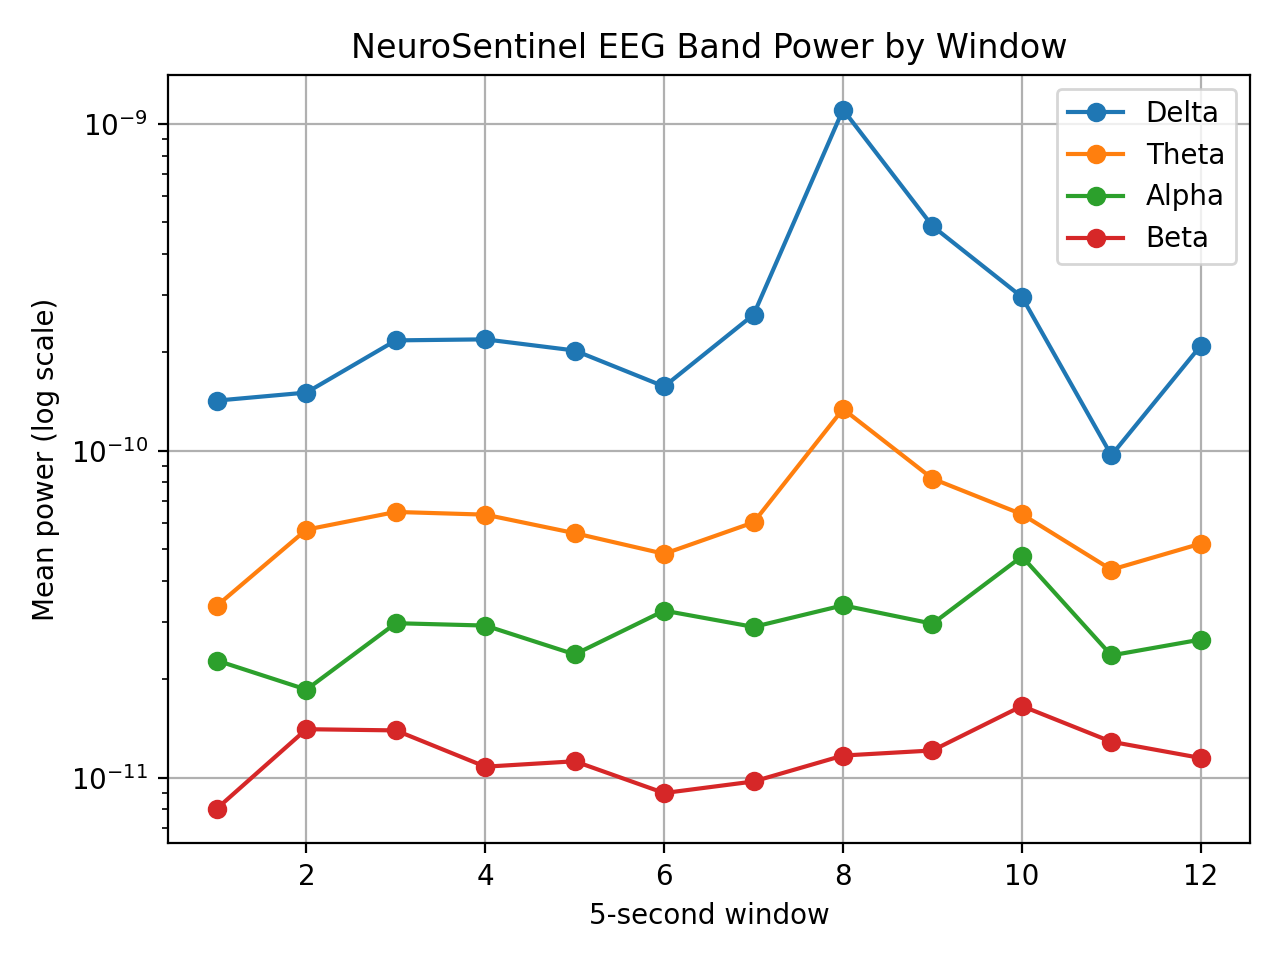 NeuroSentinel EEG Band Power by Window
Mean power (log scale)
10⁻⁹
10⁻¹⁰
10⁻¹¹
Delta
Theta
Alpha
Beta
2 4 6 8 10 12
5-second window